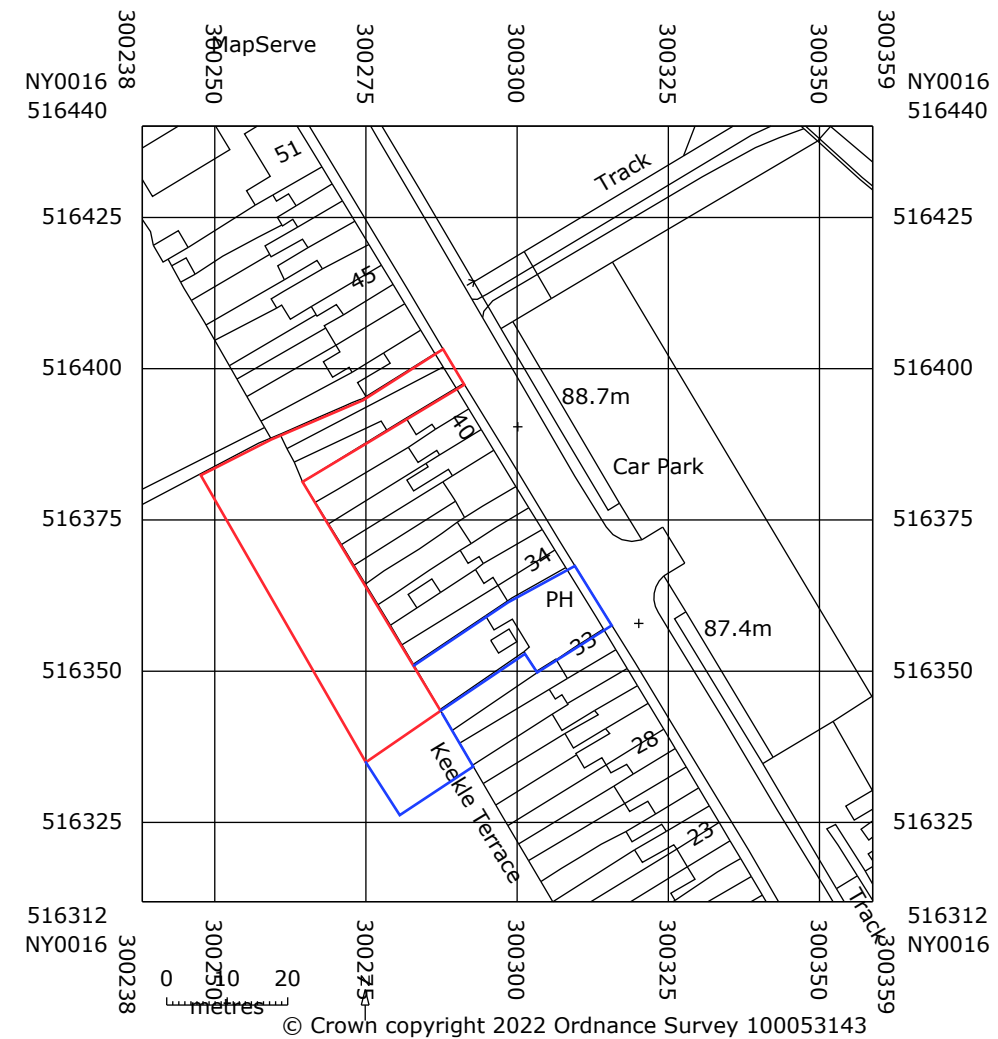 300238
300250
MapServe
300275
300300
300325
300350
300359
NY0016
516440
NY0016
516440
51
Track
516425
516425
45
516400
516400
88.7m
40
Car Park
516375
516375
34
PH
87.4m
33
516350
516350
28
Keekle Terrace
516325
516325
23
Track
516312
NY0016
516312
NY0016
300238
300250
300275
300300
300325
300350
300359
0 10 20
metres
© Crown copyright 2022 Ordnance Survey 100053143